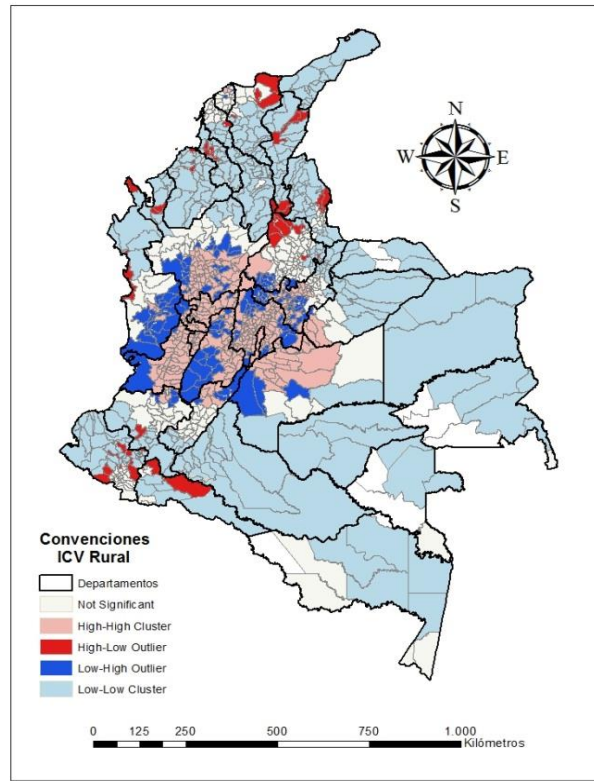 N
W E
S
Convenciones
ICV Rural
Departamentos
Not Significant
High-High Cluster
High-Low Outlier
Low-High Outlier
Low-Low Cluster
0 125 250 500 750 1.000
Kilómetros